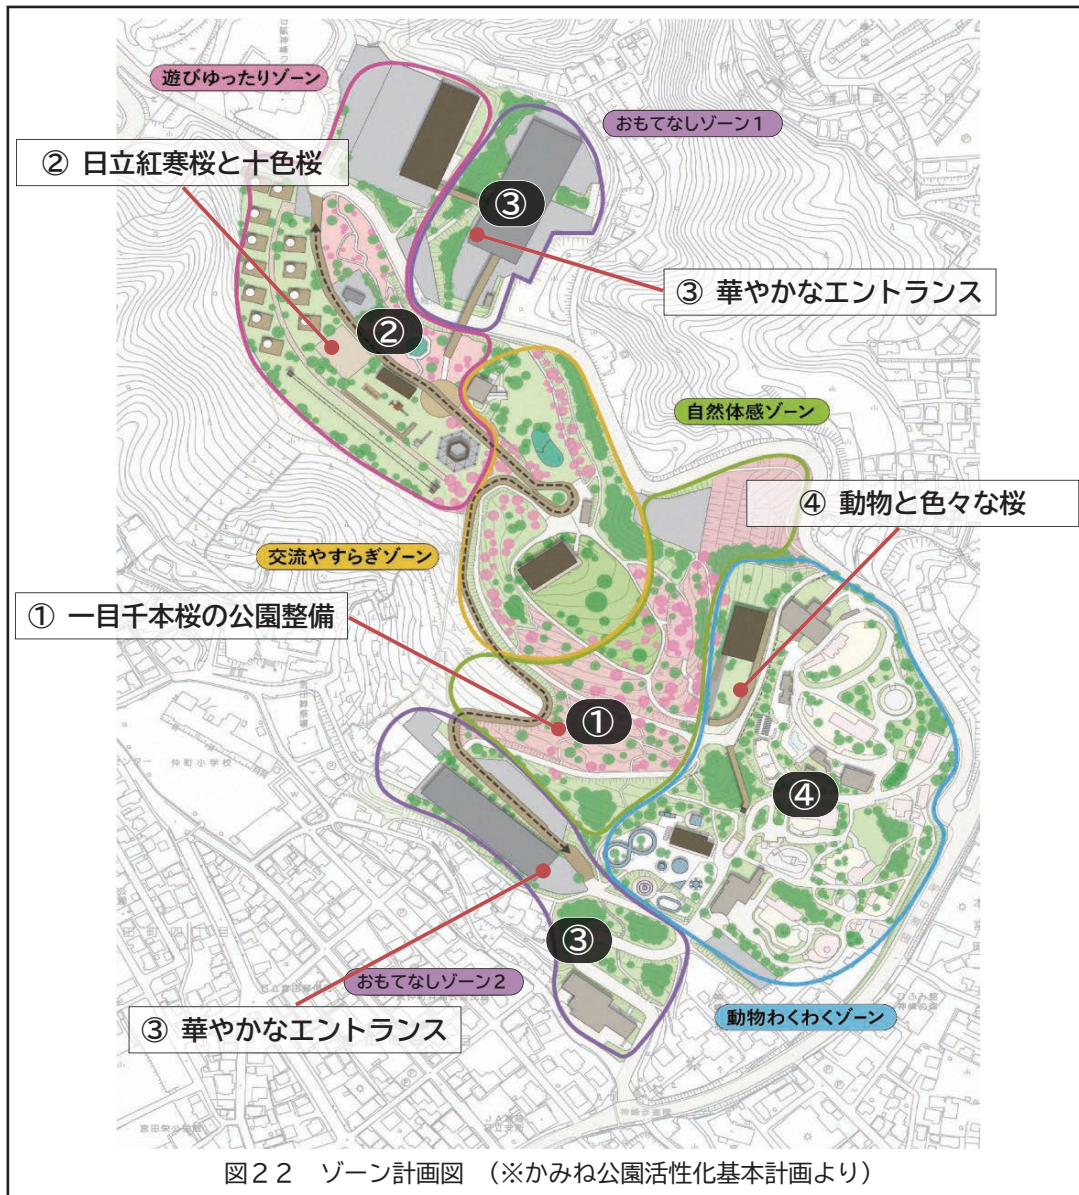 遊びゆったりゾーン
おもてなしゾーン1
② 日立紅寒桜と十色桜
③
③ 華やかなエントランス
②
自然体感ゾーン
④ 動物と色々な桜
交流やすらぎゾーン
① 一目千本桜の公園整備
①
仲町小学校
④
③
おもてなしゾーン2
③ 華やかなエントランス
動物わくわくゾーン
図22 ゾーン計画図 (※かみね公園活性化基本計画より)